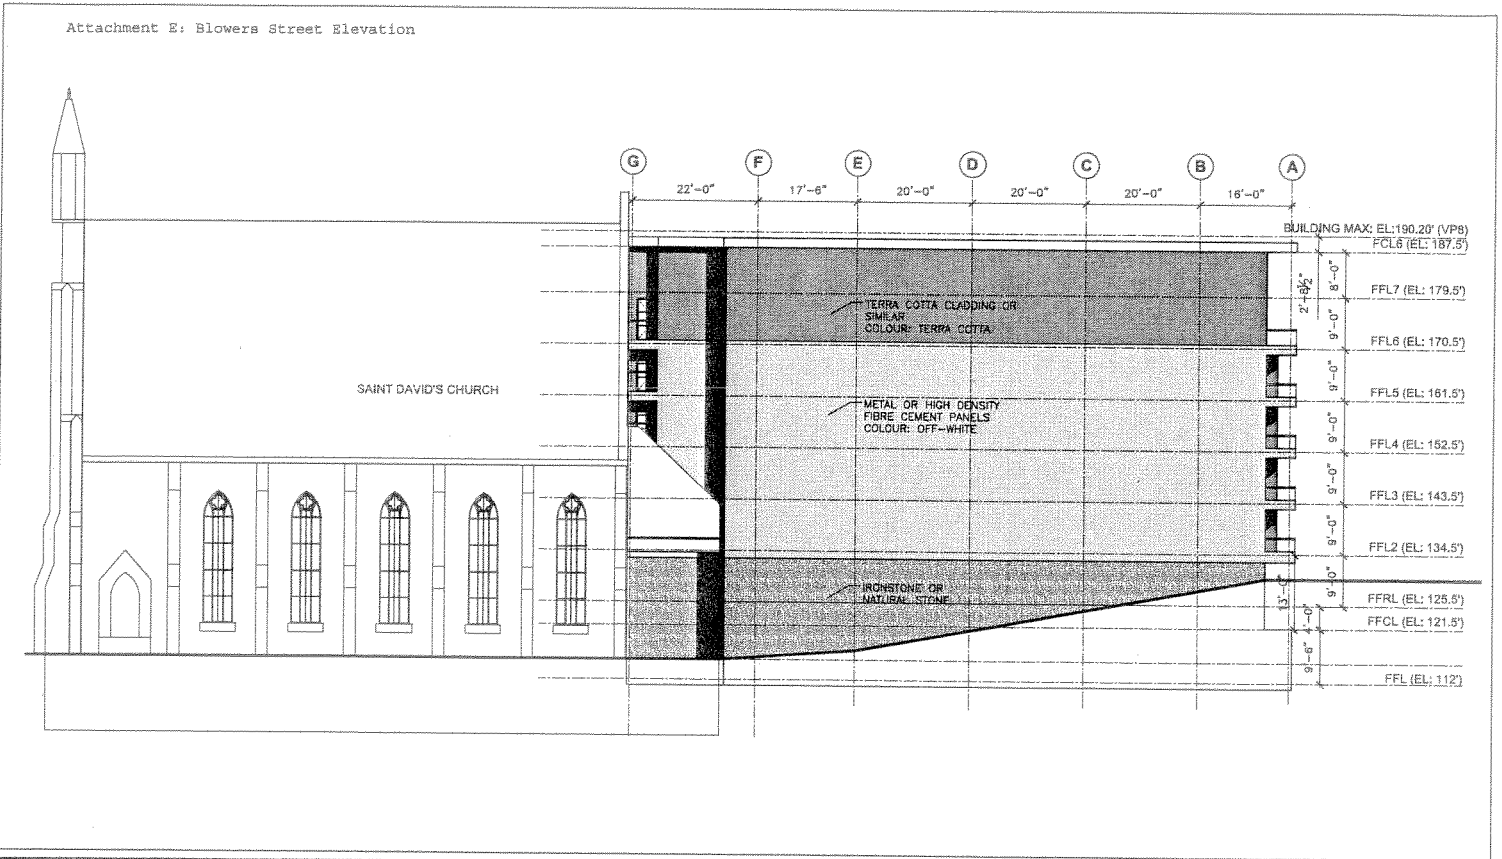 Attachment E: Blowers Street Elevation
G
F
E
D
C
B
A
22'-0"
17'-6"
20'-0"
20'-0"
20'-0"
16'-0"
BUILDING MAX: EL:190.20' (VP8)
FCL6 (EL: 187.5')
2'-8½"
8'-0"
FFL7 (EL: 179.5')
TERRA COTTA CLADDING OR
SIMILAR
COLOUR: TERRA COTTA
9'-0"
FFL6 (EL: 170.5')
SAINT DAVID'S CHURCH
9'-0"
FFL5 (EL: 161.5')
METAL OR HIGH DENSITY
FIBRE CEMENT PANELS
COLOUR: OFF-WHITE
9'-0"
FFL4 (EL: 152.5')
9'-0"
FFL3 (EL: 143.5')
9'-0"
FFL2 (EL: 134.5')
IRONSTONE OR
NATURAL STONE
13'-0"
9'-0"
FFRL (EL: 125.5')
4'-0"
FFCL (EL: 121.5')
9'-6"
FFL (EL: 112')